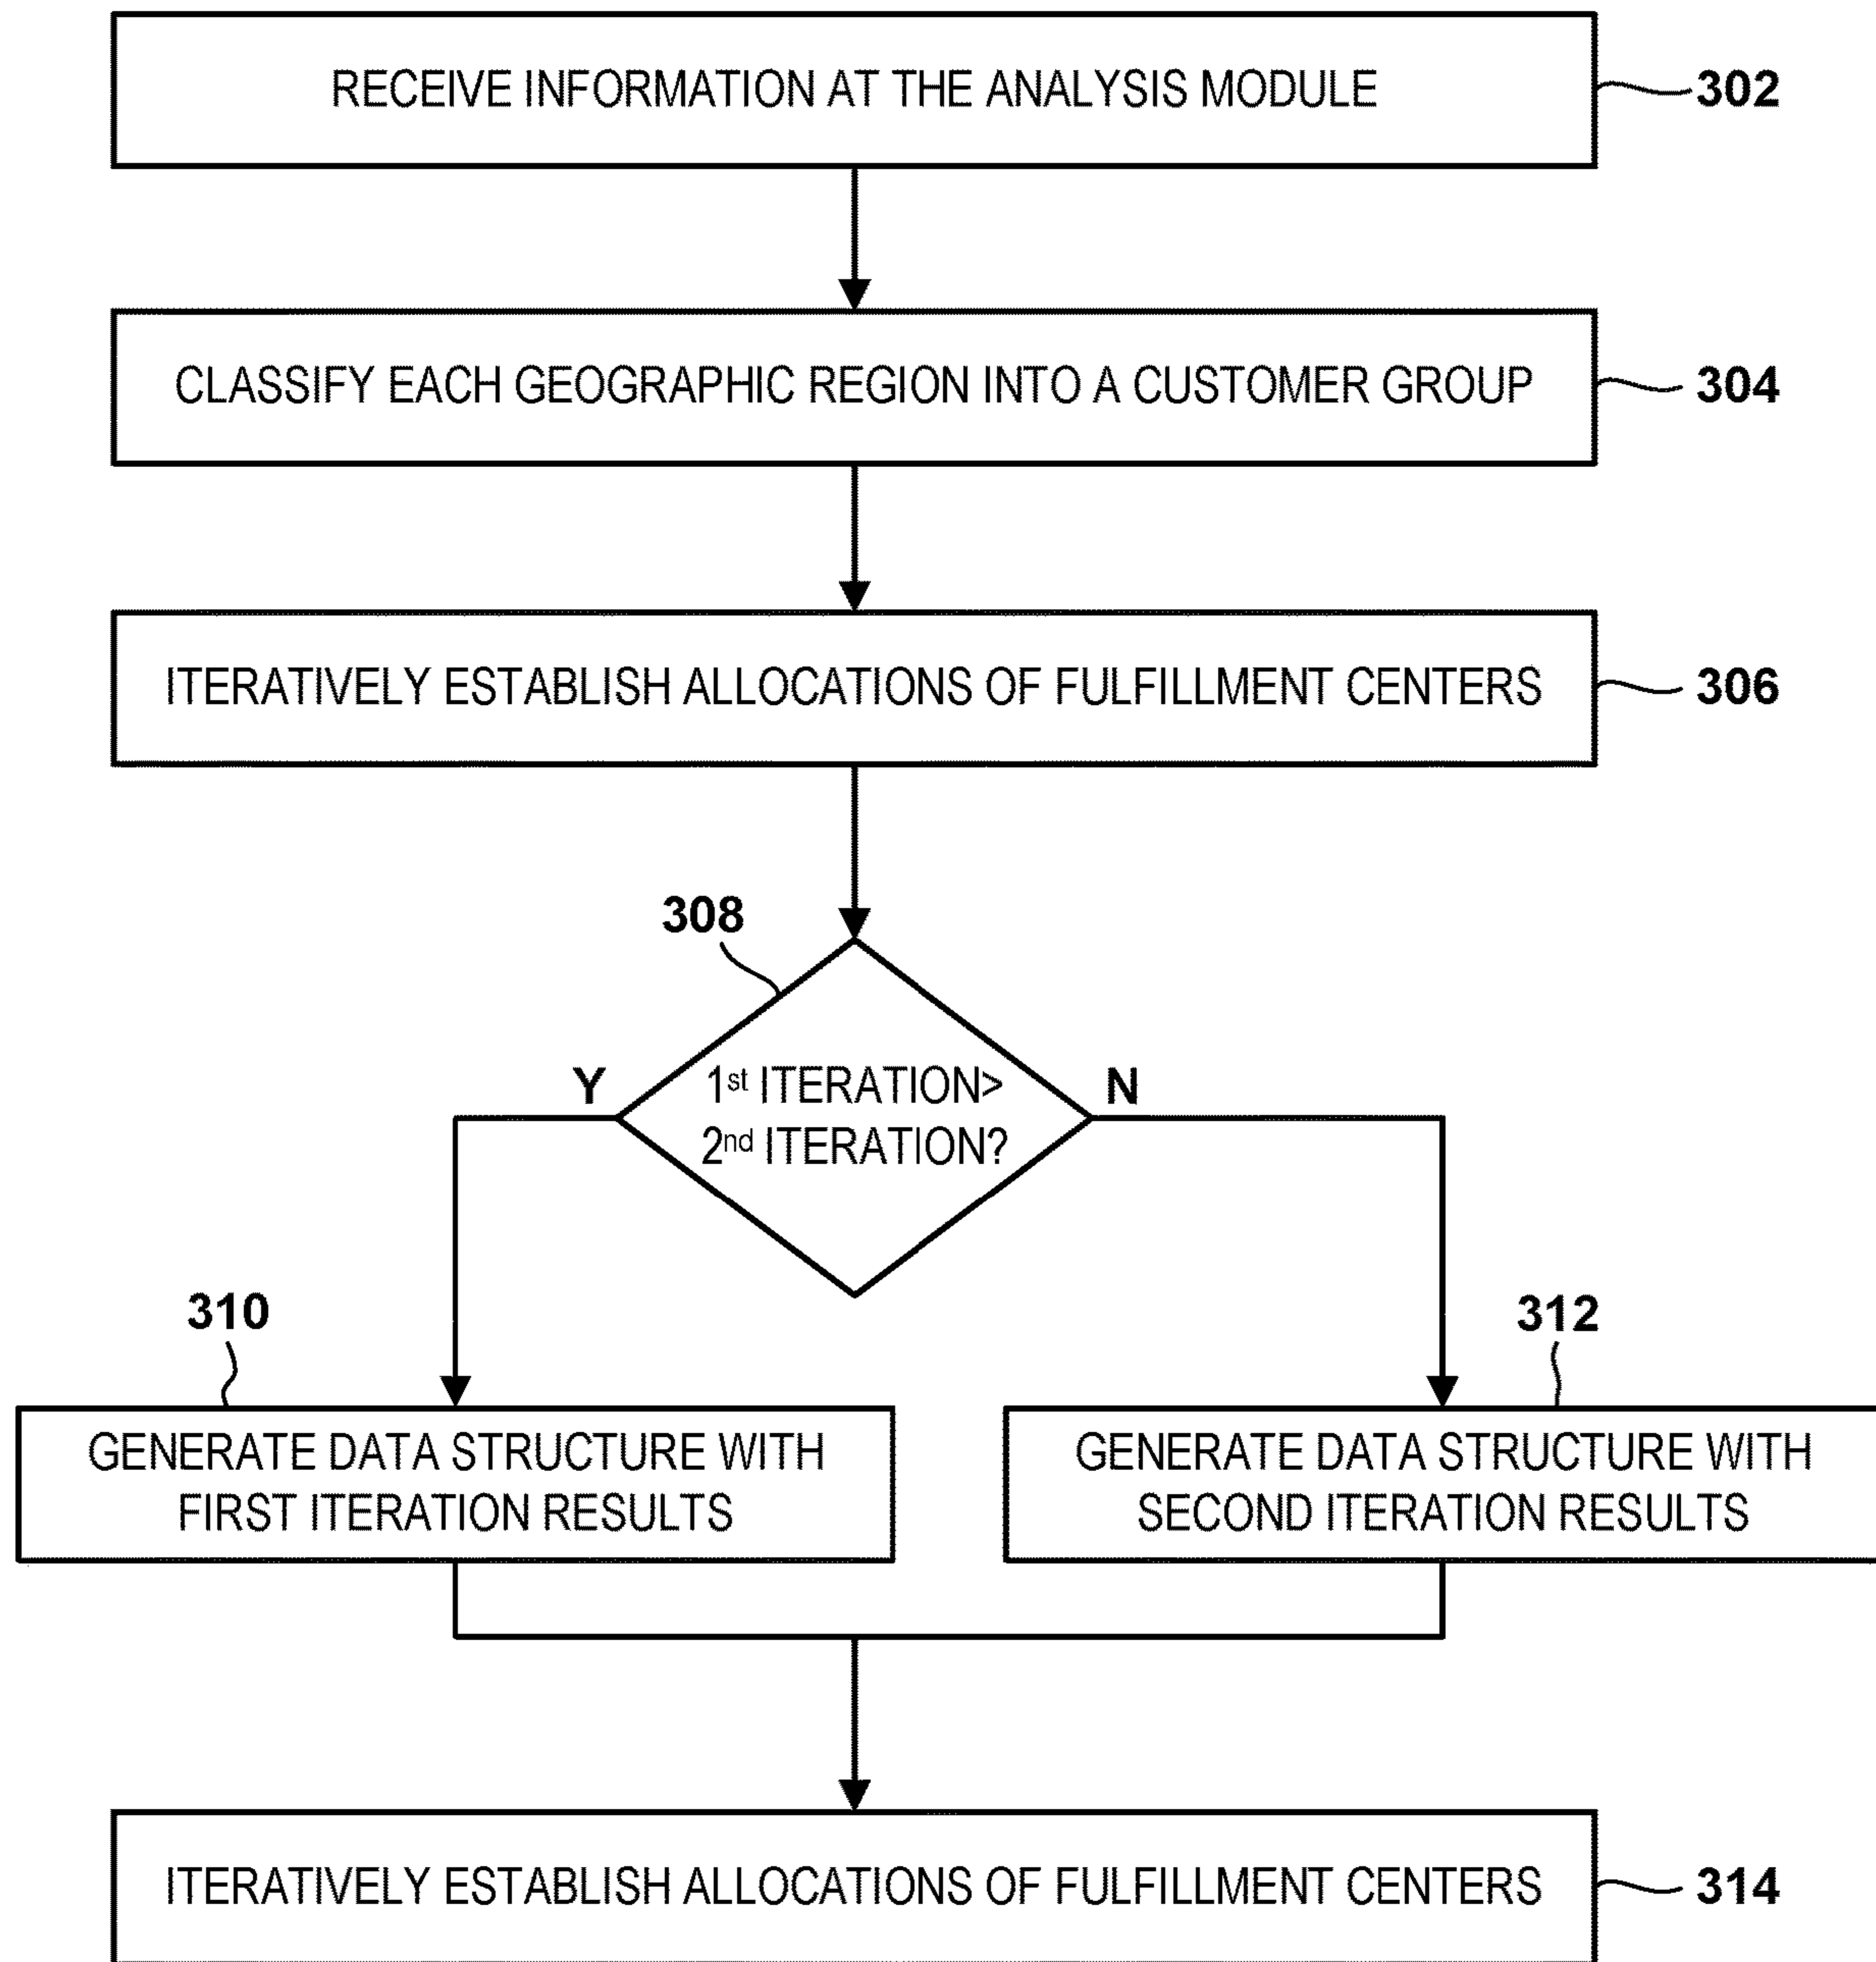 RECEIVE INFORMATION AT THE ANALYSIS MODULE
302
CLASSIFY EACH GEOGRAPHIC REGION INTO A CUSTOMER GROUP
304
ITERATIVELY ESTABLISH ALLOCATIONS OF FULFILLMENT CENTERS
306
308
Y
1st ITERATION>
2nd ITERATION?
N
310
GENERATE DATA STRUCTURE WITH
FIRST ITERATION RESULTS
312
GENERATE DATA STRUCTURE WITH
SECOND ITERATION RESULTS
ITERATIVELY ESTABLISH ALLOCATIONS OF FULFILLMENT CENTERS
314